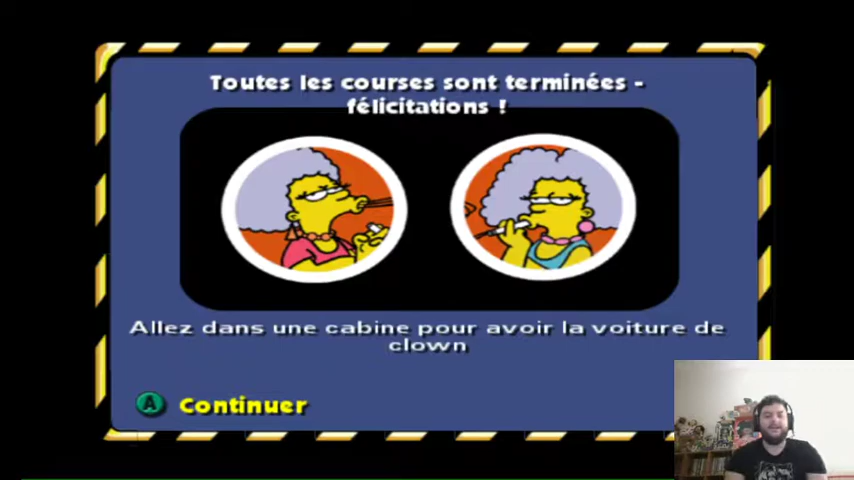 Toutes les courses sont terminées -
félicitations !
Allez dans une cabine pour avoir la voiture de
clown
A Continuer